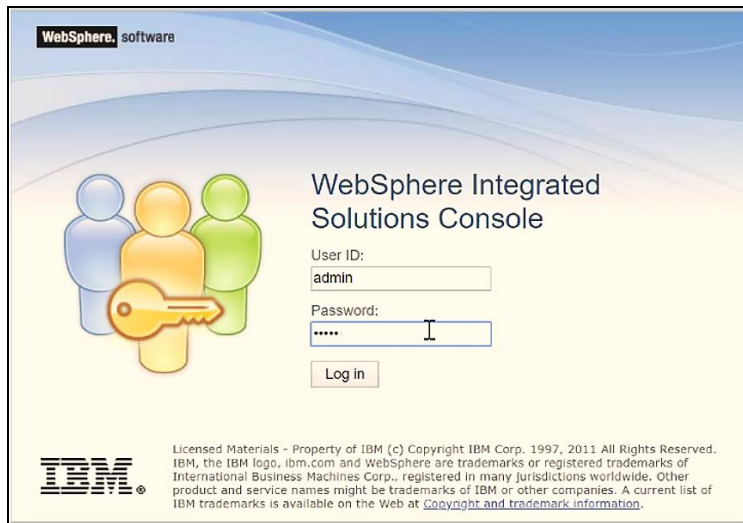 WebSphere. software
WebSphere Integrated
Solutions Console
User ID:
admin
Password:
•••••
Log in
Licensed Materials - Property of IBM (c) Copyright IBM Corp. 1997, 2011 All Rights Reserved.
IBM, the IBM logo, ibm.com and WebSphere are trademarks or registered trademarks of
International Business Machines Corp., registered in many jurisdictions worldwide. Other
product and service names might be trademarks of IBM or other companies. A current list of
IBM trademarks is available on the Web at Copyright and trademark information.
IBM®